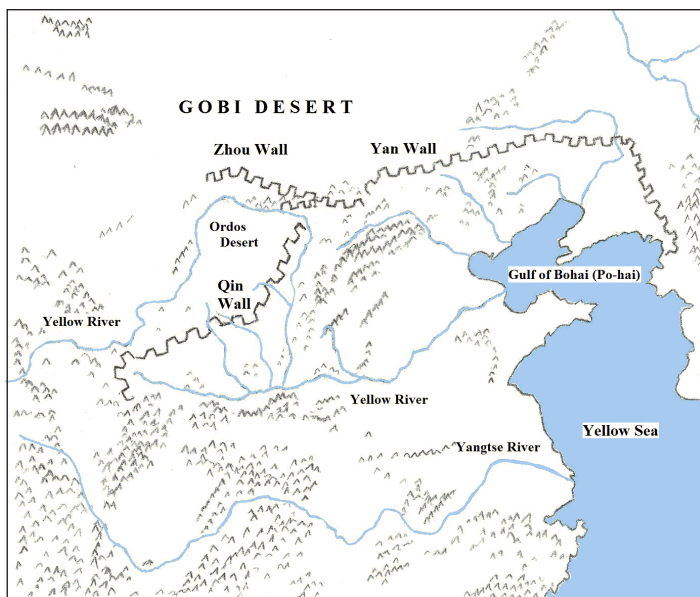 GOBI DESERT
Zhou Wall
Yan Wall
Ordos
Desert
Qin
Wall
Gulf of Bohai (Po-hai)
Yellow River
Yellow River
Yellow Sea
Yangtse River